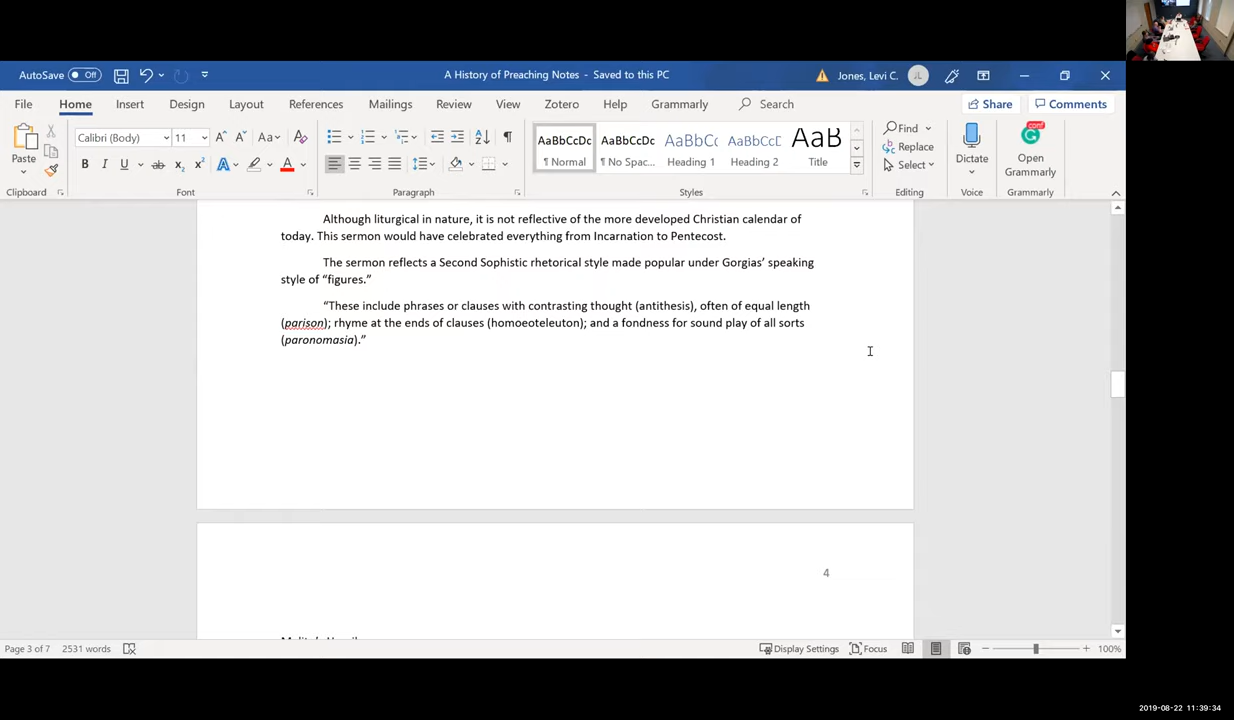 AutoSave Off
A History of Preaching Notes - Saved to this PC
Jones, Levi C. JL
File Home Insert Design Layout References Mailings Review View Zotero Help Grammarly Search Share Comments
Paste
Calibri (Body) 11
AaBbCcDc AaBbCcDc AaBbCc AaBbCcD AaB
¶ Normal ¶ No Spac... Heading 1 Heading 2 Title
Find
Replace
Select
Dictate
Open
Grammarly
Clipboard Font Paragraph Styles Editing Voice Grammarly
Although liturgical in nature, it is not reflective of the more developed Christian calendar of
today. This sermon would have celebrated everything from Incarnation to Pentecost.
The sermon reflects a Second Sophistic rhetorical style made popular under Gorgias’ speaking
style of “figures.”
“These include phrases or clauses with contrasting thought (antithesis), often of equal length
(parison); rhyme at the ends of clauses (homoeoteleuton); and a fondness for sound play of all sorts
(paronomasia).”
4
Page 3 of 7 2531 words Display Settings Focus 100%
2019-08-22 11:39:34